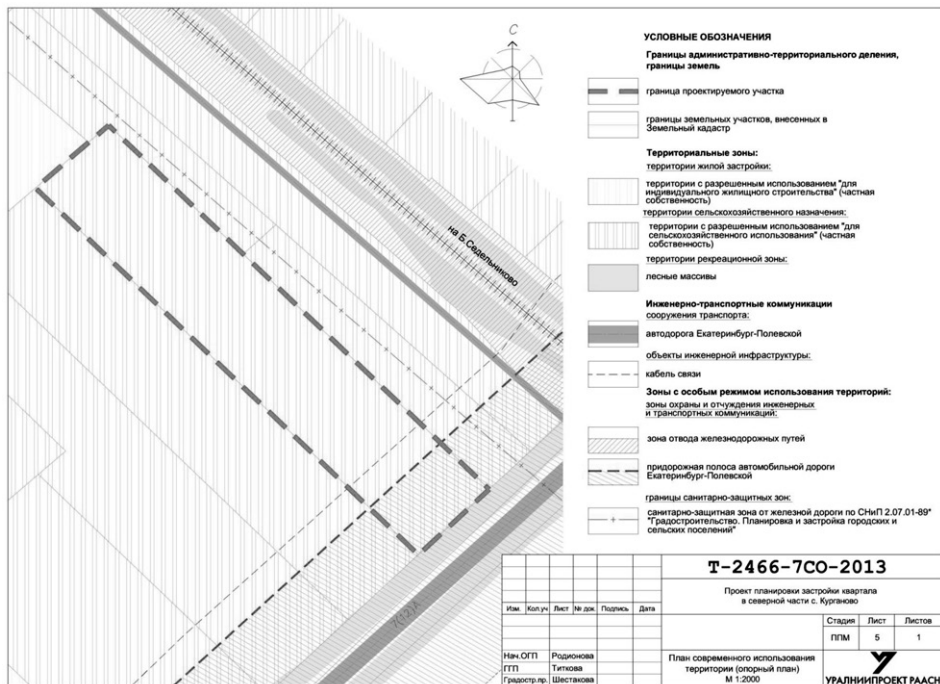 С
УСЛОВНЫЕ ОБОЗНАЧЕНИЯ
Границы административно-территориального деления,
границы земель
граница проектируемого участка
границы земельных участков, внесенных в
Земельный кадастр
Территориальные зоны:
территории жилой застройки:
территории с разрешенным использованием "для
индивидуального жилищного строительства" (частная
собственность)
территории сельскохозяйственного назначения:
территории с разрешенным использованием "для
сельскохозяйственного использования" (частная
собственность)
территории рекреационной зоны:
лесные массивы
Инженерно-транспортные коммуникации
сооружения транспорта:
автодорога Екатеринбург-Полевской
объекты инженерной инфраструктуры:
кабель связи
Зоны с особым режимом использования территорий:
зоны охраны и отчуждения инженерных
и транспортных коммуникаций:
зона отвода железнодорожных путей
придорожная полоса автомобильной дороги
Екатеринбург-Полевской
границы санитарно-защитных зон:
санитарно-защитная зона от железной дороги по СНиП 2.07.01-89*
"Градостроительство. Планировка и застройка городских и
сельских поселений"
на Б.Седельниково
7(12)А
Т-2466-7СО-2013
Проект планировки застройки квартала
в северной части с. Курганово
Изм. Кол.уч Лист № док Подпись Дата
Стадия Лист Листов
ППМ 5 1
Нач.ОГП Родионова
ГГП Титкова
Градостр.пр. Шестакова
План современного использования
территории (опорный план)
М 1:2000
УРАЛНИИПРОЕКТ РААСН